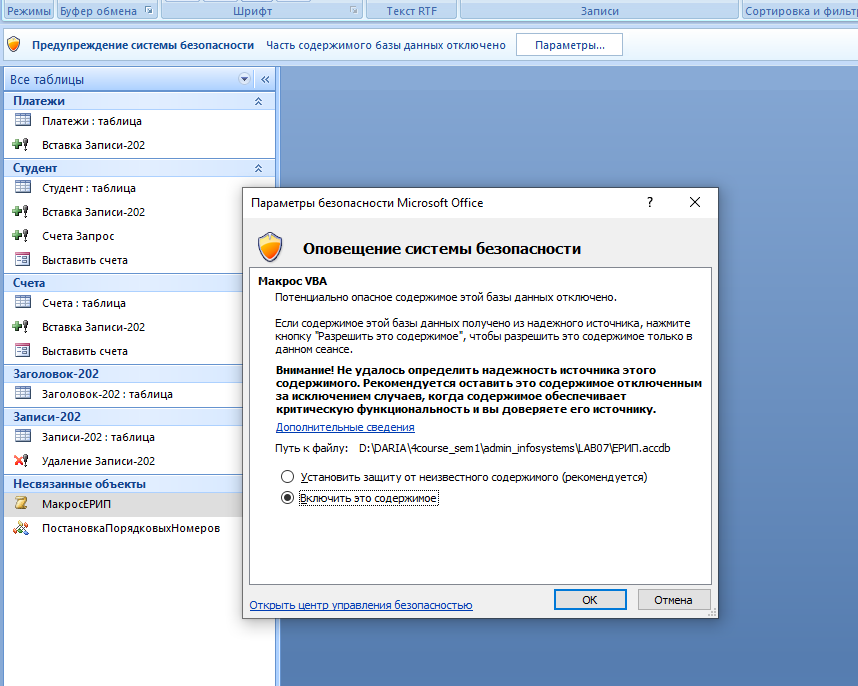 Режимы
Буфер обмена
Шрифт
Текст RTF
Записи
Сортировка и фильтр
Предупреждение системы безопасности Часть содержимого базы данных отключено
Параметры...
Все таблицы
Платежи
Платежи : таблица
Вставка Записи-202
Студент
Студент : таблица
Вставка Записи-202
Счета Запрос
Выставить счета
Счета
Счета : таблица
Вставка Записи-202
Выставить счета
Заголовок-202
Заголовок-202 : таблица
Записи-202
Записи-202 : таблица
Удаление Записи-202
Несвязанные объекты
МакросЕРИП
ПостановкаПорядковыхНомеров
Параметры безопасности Microsoft Office
?
Оповещение системы безопасности
Макрос VBA
Потенциально опасное содержимое этой базы данных отключено.
Если содержимое этой базы данных получено из надежного источника, нажмите
кнопку "Разрешить это содержимое", чтобы разрешить это содержимое только в
данном сеансе.
Внимание! Не удалось определить надежность источника этого
содержимого. Рекомендуется оставить это содержимое отключенным
за исключением случаев, когда содержимое обеспечивает
критическую функциональность и вы доверяете его источнику.
Дополнительные сведения
Путь к файлу: D:\DARIA\4course_sem1\admin_infosystems\LAB07\ЕРИП.accdb
Установить защиту от неизвестного содержимого (рекомендуется)
Включить это содержимое
Открыть центр управления безопасностью
ОК
Отмена